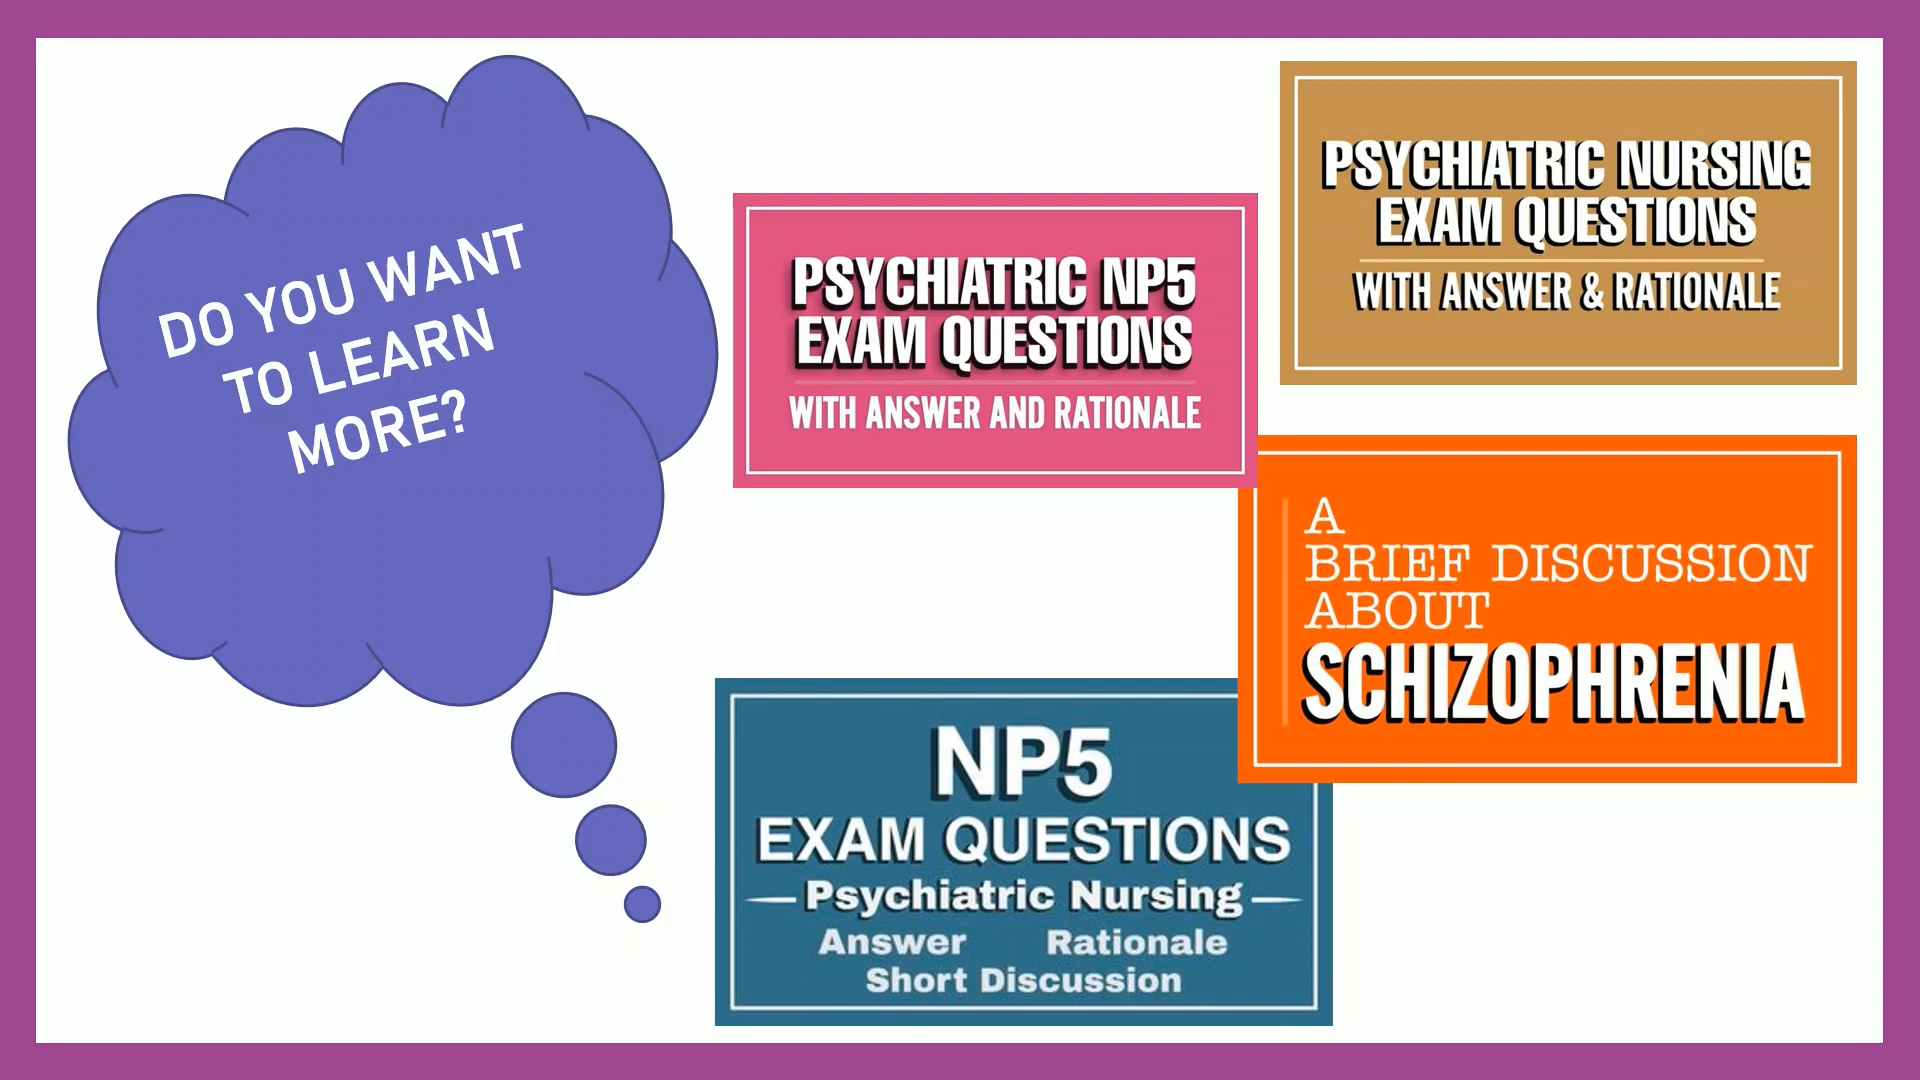 DO YOU WANT
TO LEARN
MORE?
PSYCHIATRIC NP5
EXAM QUESTIONS
WITH ANSWER AND RATIONALE
PSYCHIATRIC NURSING
EXAM QUESTIONS
WITH ANSWER & RATIONALE
A
BRIEF DISCUSSION
ABOUT
SCHIZOPHRENIA
NP5
EXAM QUESTIONS
Psychiatric Nursing
Answer Rationale
Short Discussion